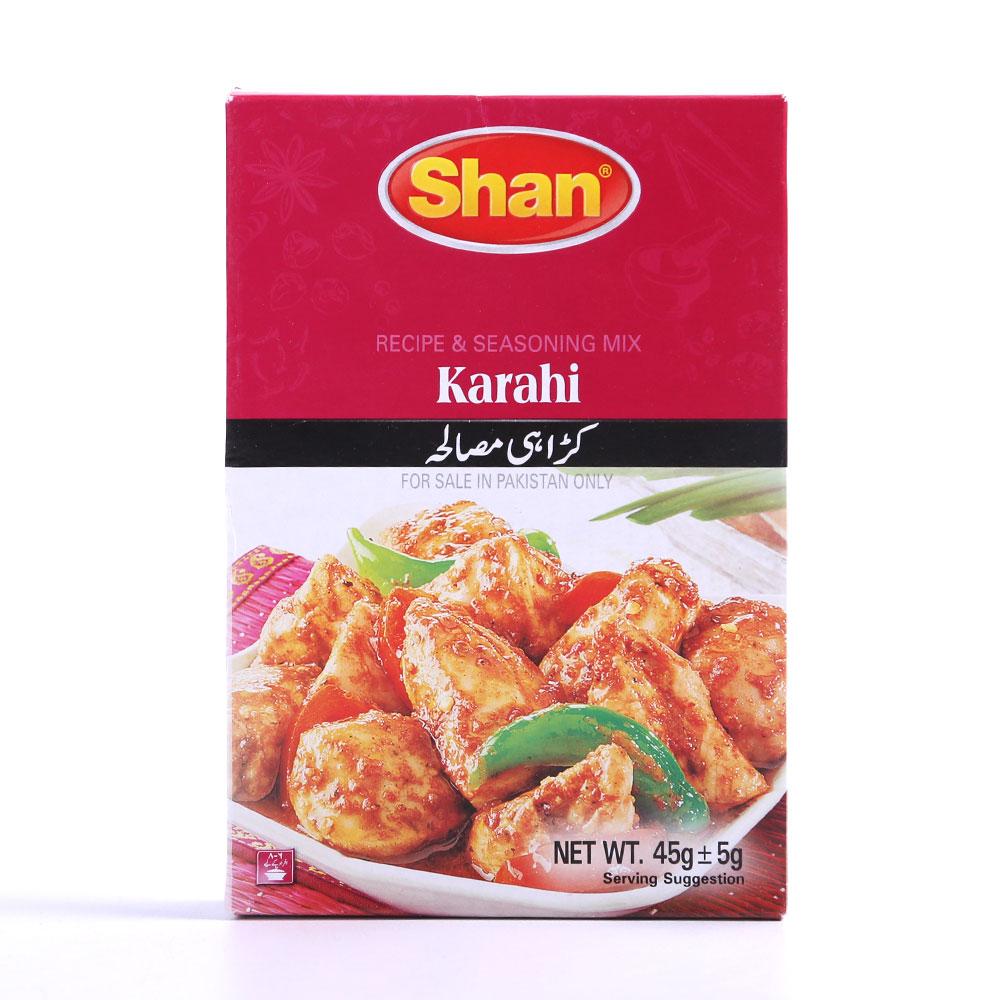 Shan®
RECIPE & SEASONING MIX
Karahi
کڑاہی مصالحہ
FOR SALE IN PAKISTAN ONLY
NET WT. 45g ± 5g
Serving Suggestion